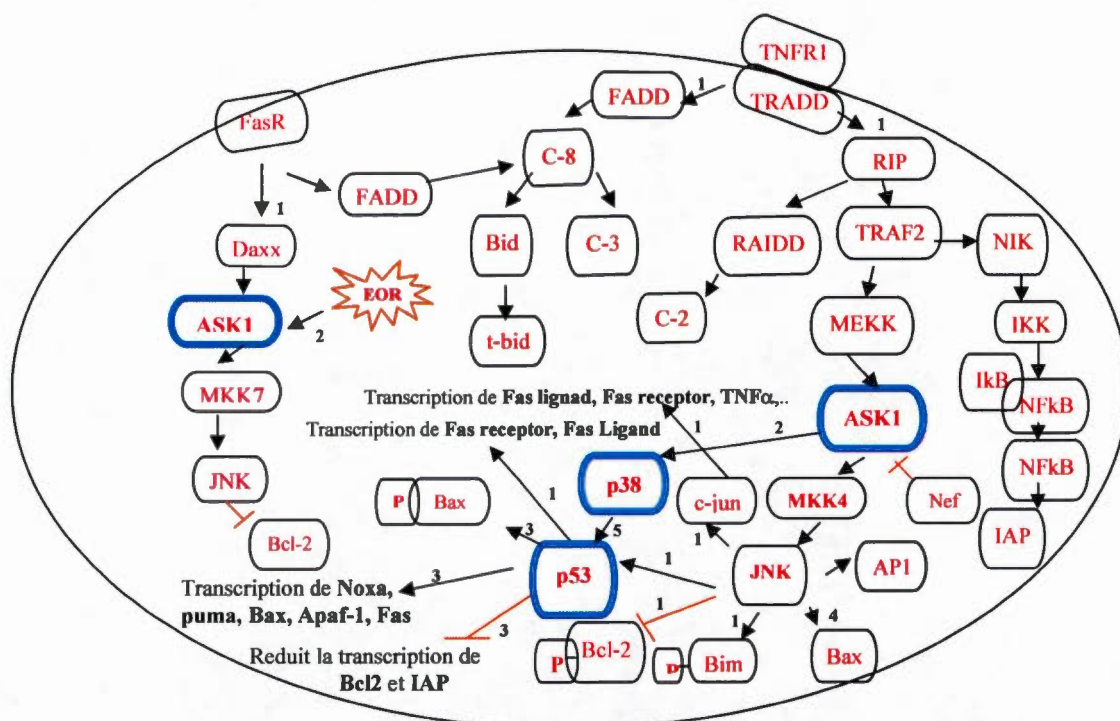 TNFR1
TRADD
FADD
1
1
FasR
C-8
RIP
FADD
1
Daxx
Bid
C-3
RAIDD
TRAF2
NIK
EOR
ASK1
2
t-bid
C-2
MEKK
IKK
IkB
NFkB
MKK7
Transcription de Fas lignad, Fas receptor, TNFα,..
ASK1
1
2
Transcription de Fas receptor, Fas Ligand
NFkB
JNK
p38
c-jun
MKK4
Nef
P
Bax
1
3
5
1
IAP
Bcl-2
p53
1
JNK
AP1
3
Transcription de Noxa,
puma, Bax, Apaf-1, Fas
3
1
1
4
Reduit la transcription de
Bcl2 et IAP
P
Bcl-2
P
Bim
Bax